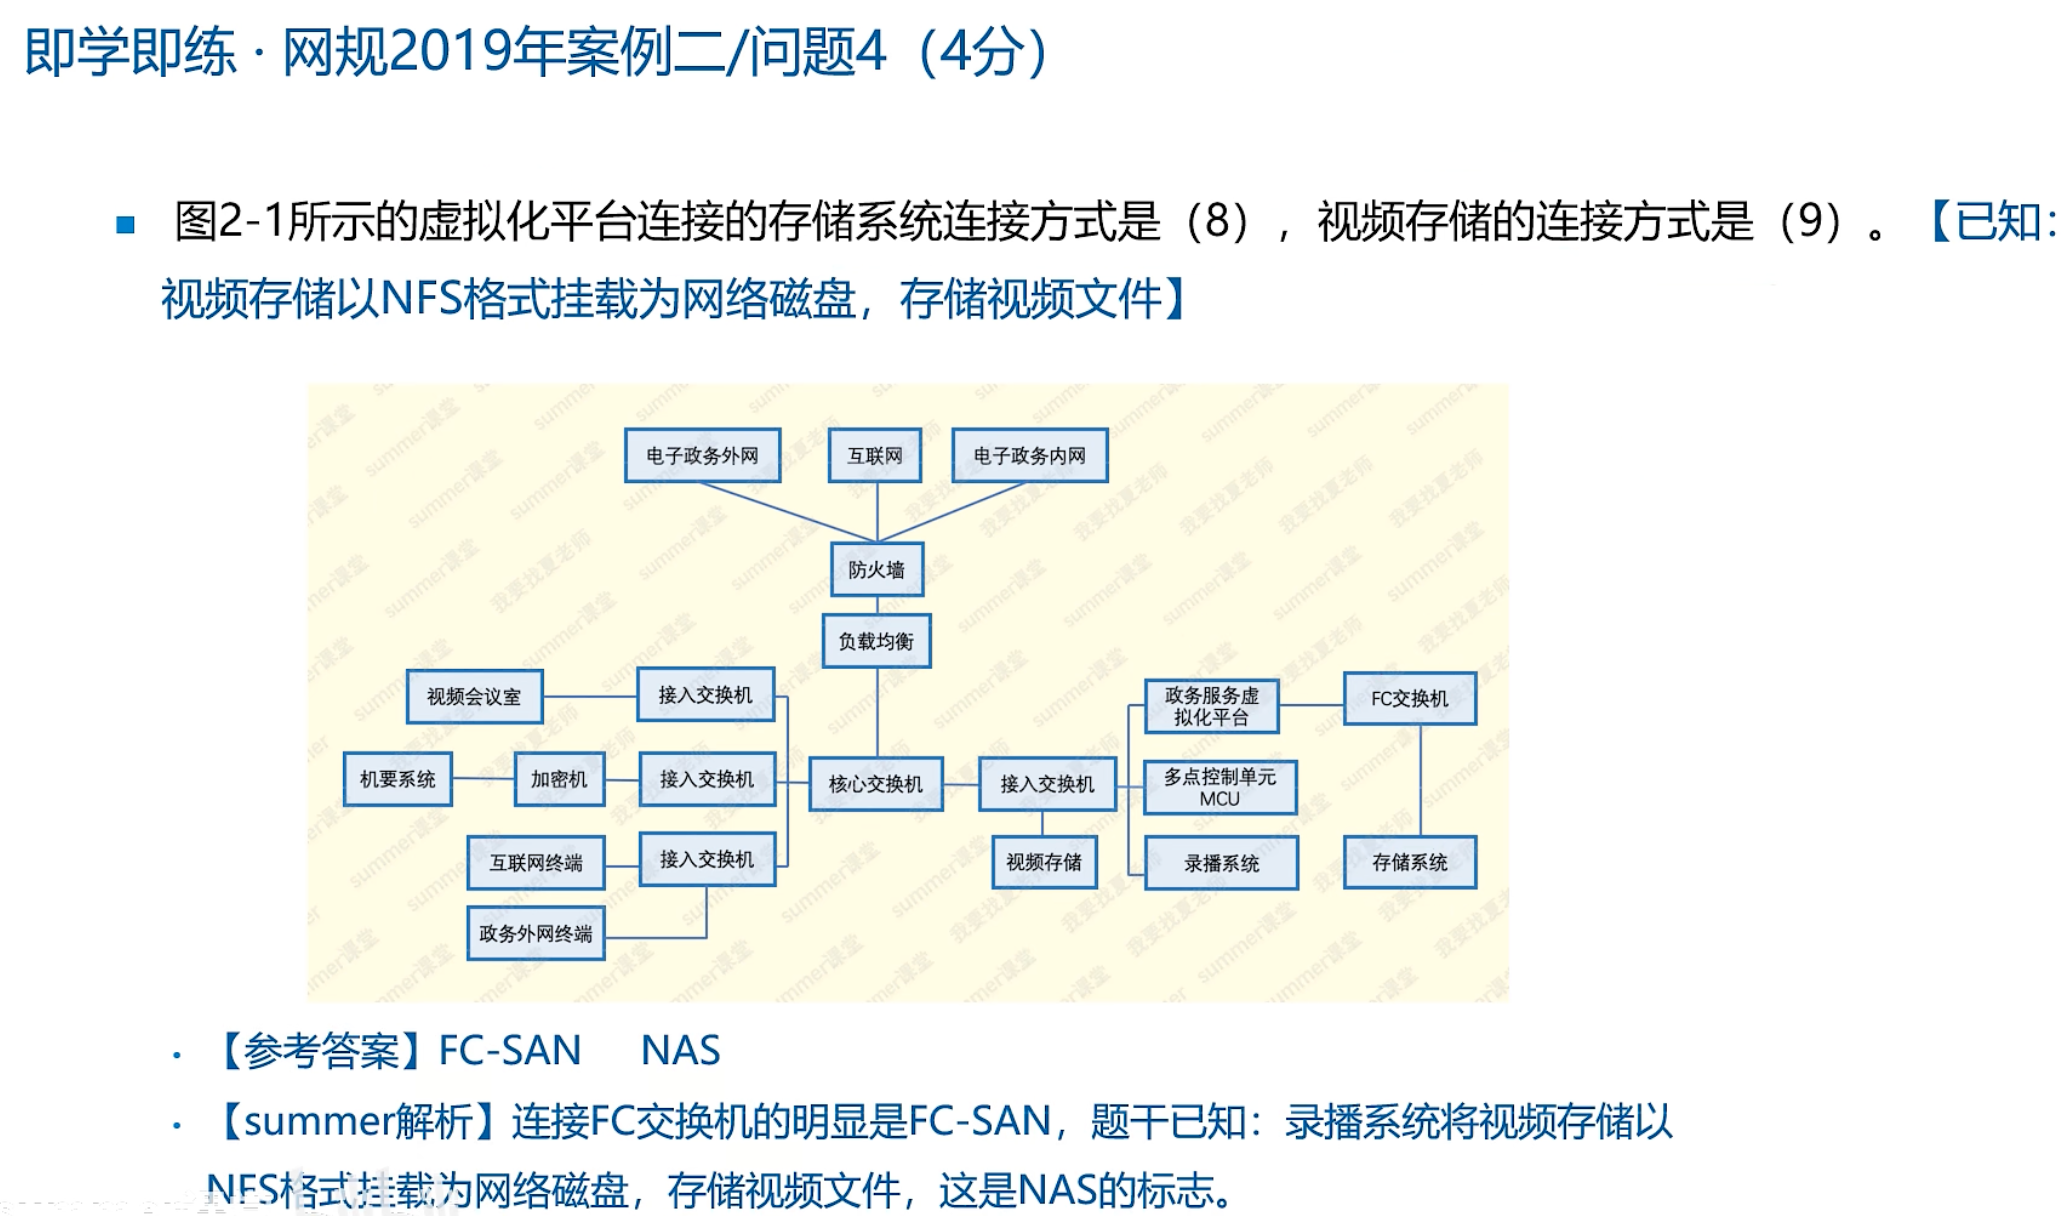 即学即练 · 网规2019年案例二/问题4（4分）
■ 图2-1所示的虚拟化平台连接的存储系统连接方式是（8），视频存储的连接方式是（9）。【已知：
视频存储以NFS格式挂载为网络磁盘，存储视频文件】
电子政务外网 互联网 电子政务内网
防火墙
负载均衡
视频会议室 接入交换机 政务服务虚 FC交换机
拟化平台
机要系统 加密机 接入交换机 核心交换机 接入交换机 多点控制单元
MCU
互联网终端 接入交换机 视频存储 录播系统 存储系统
政务外网终端
· 【参考答案】FC-SAN NAS
· 【summer解析】连接FC交换机的明显是FC-SAN，题干已知：录播系统将视频存储以
NFS格式挂载为网络磁盘，存储视频文件，这是NAS的标志。
summer课堂
我要找夏老师